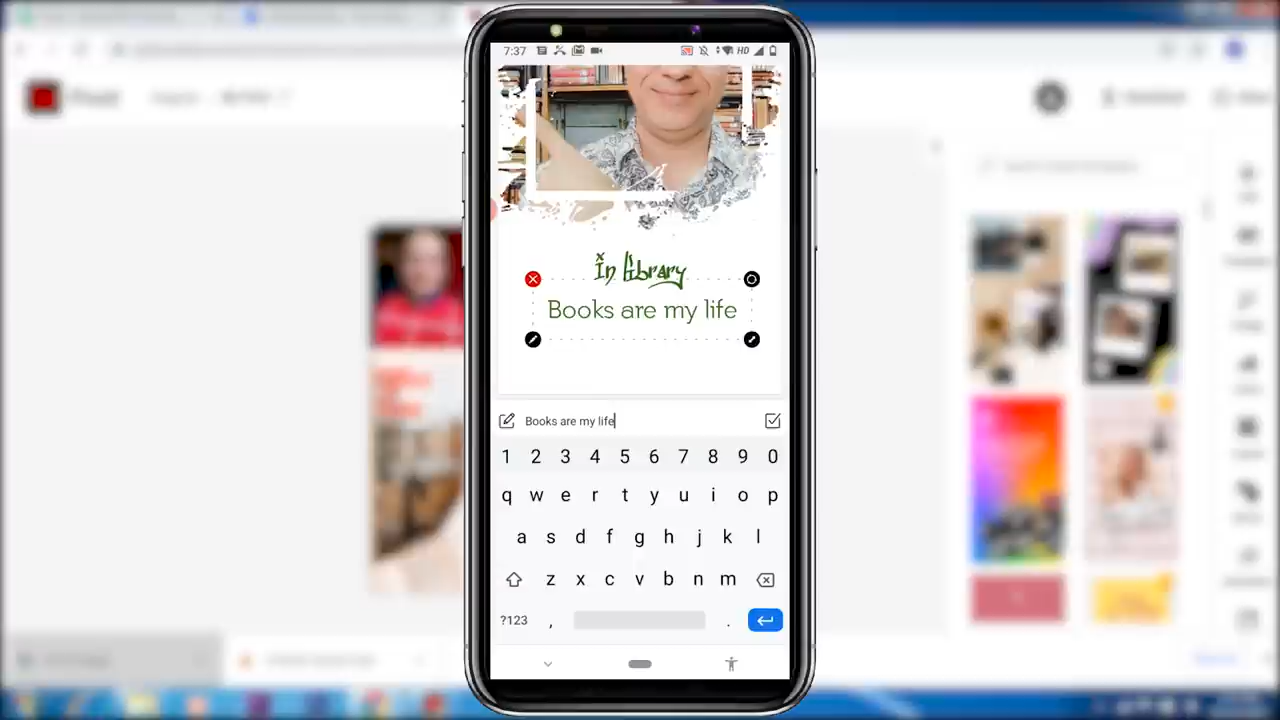 7:37 HD
In library
Books are my life
Books are my life
1 2 3 4 5 6 7 8 9 0
q w e r t y u i o p
a s d f g h j k l
z x c v b n m
?123 , .